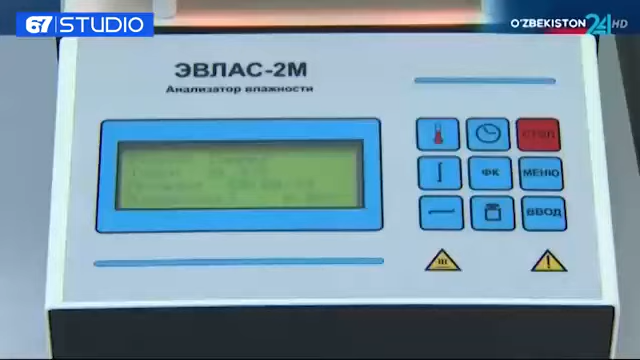 67 STUDIO
O'ZBEKISTON 24 HD
ЭВЛАС-2М
Анализатор влажности
СТОП
ФК
МЕНЮ
ВВОД